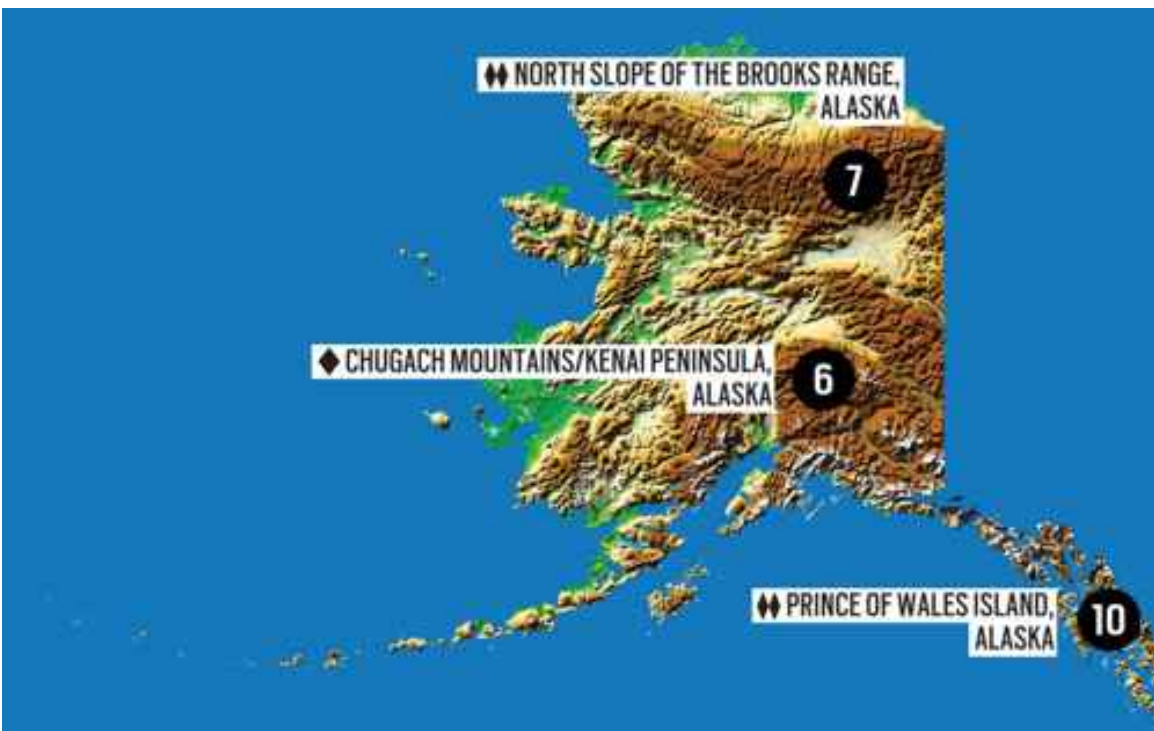 ♦♦ NORTH SLOPE OF THE BROOKS RANGE,
ALASKA
7
♦ CHUGACH MOUNTAINS/KENAI PENINSULA,
ALASKA
6
♦♦ PRINCE OF WALES ISLAND,
ALASKA
10